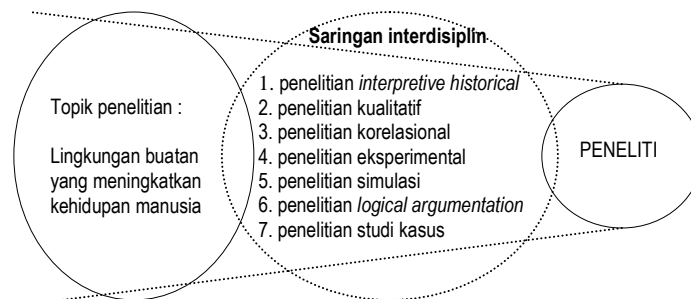 Saringan interdisiplin
Topik penelitian :
Lingkungan buatan
yang meningkatkan
kehidupan manusia
1. penelitian interpretive historical
2. penelitian kualitatif
3. penelitian korelasional
4. penelitian eksperimental
5. penelitian simulasi
6. penelitian logical argumentation
7. penelitian studi kasus
PENELITI